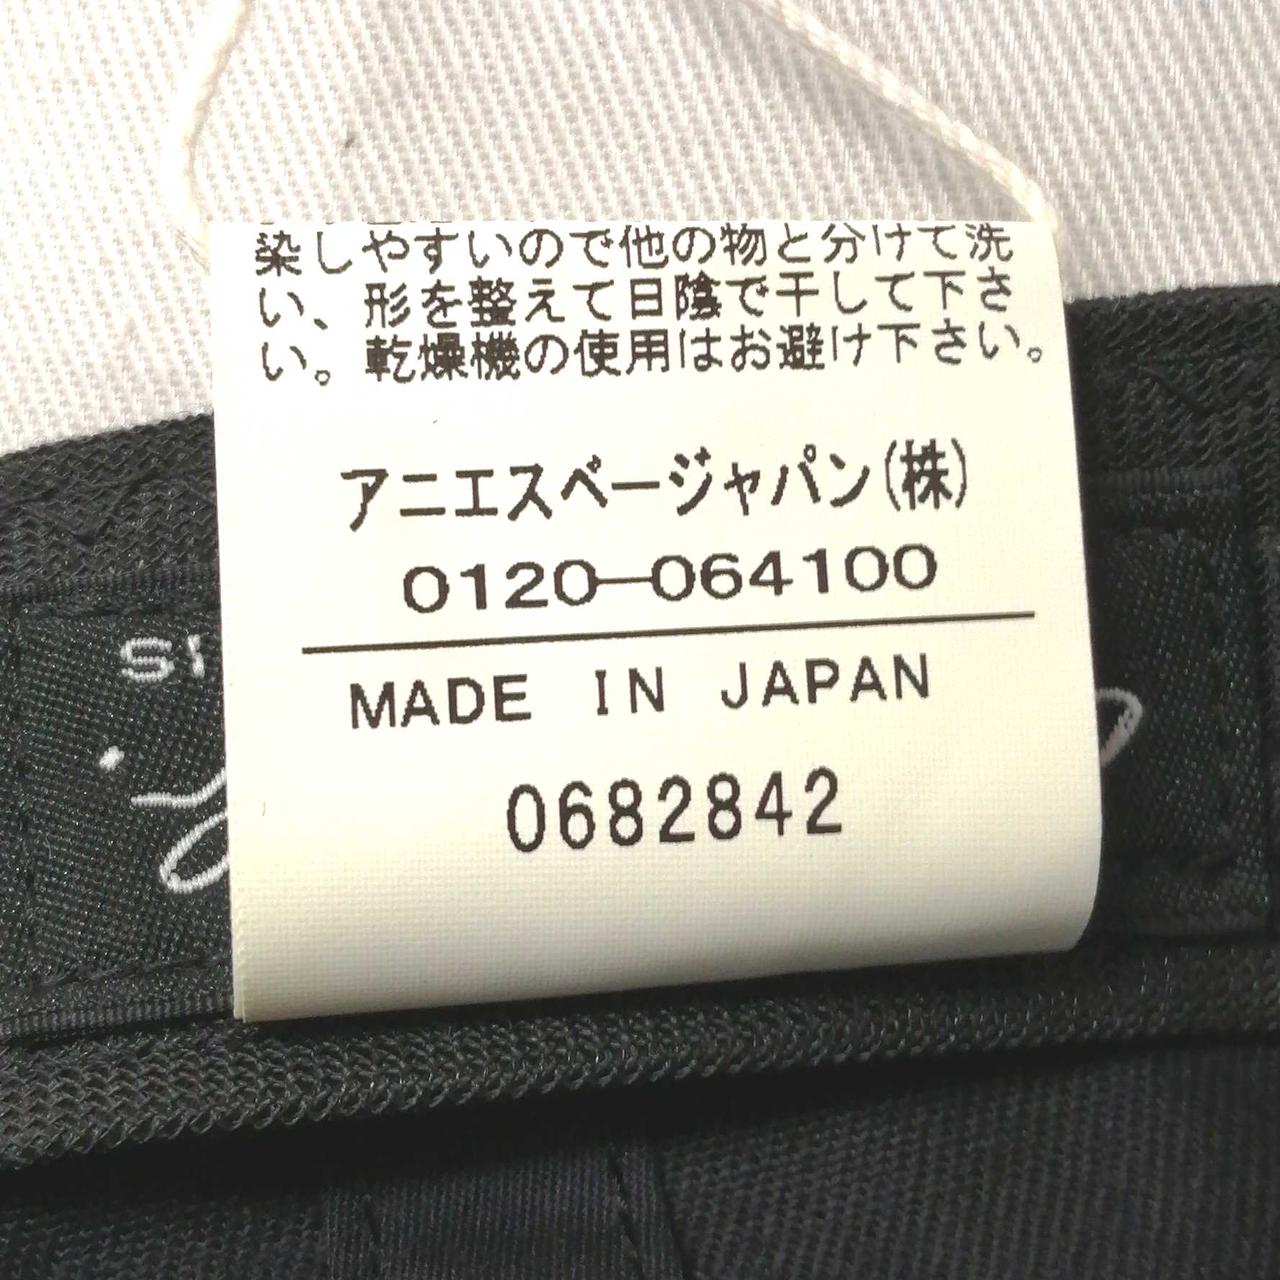 染しやすいので他の物と分けて洗
い、形を整えて日陰で干して下さ
い。乾燥機の使用はお避け下さい。
アニエスベージャパン(株)
0120-064100
MADE IN JAPAN
0682842